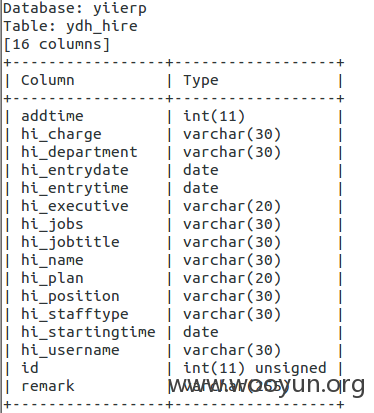 Database: yiierp
Table: ydh_hire
[16 columns]
+-----------------+------------------+
| Column | Type |
+-----------------+------------------+
| addtime | int(11) |
| hi_charge | varchar(30) |
| hi_department | varchar(30) |
| hi_entrydate | date |
| hi_entrytime | date |
| hi_executive | varchar(20) |
| hi_jobs | varchar(30) |
| hi_jobtitle | varchar(30) |
| hi_name | varchar(30) |
| hi_plan | varchar(20) |
| hi_position | varchar(30) |
| hi_stafftype | varchar(30) |
| hi_startingtime | date |
| hi_username | varchar(30) |
| id | int(11) unsigned |
| remark | varchar(255) |
www.wooyun.org
+-----------------+------------------+